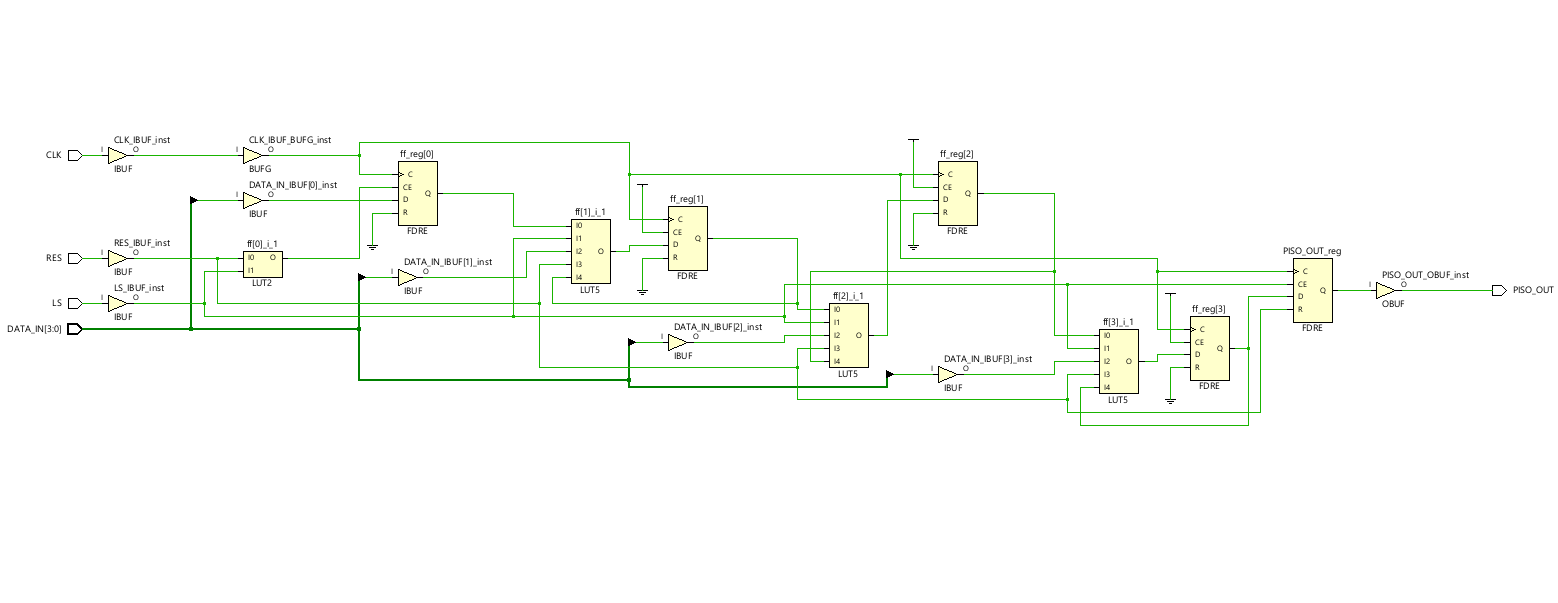 CLK
CLK_IBUF_inst
I
O
IBUF
CLK_IBUF_BUFG_inst
I
O
BUFG
DATA_IN_IBUF[0]_inst
I
O
IBUF
RES
RES_IBUF_inst
I
O
IBUF
LS
LS_IBUF_inst
I
O
IBUF
DATA_IN[3:0]
ff[0]_i_1
I0
O
I1
LUT2
ff_reg[0]
C
CE
D
R
Q
FDRE
DATA_IN_IBUF[1]_inst
I
O
IBUF
ff[1]_i_1
I0
I1
I2
I3
I4
O
LUT5
ff_reg[1]
C
CE
D
R
Q
FDRE
DATA_IN_IBUF[2]_inst
I
O
IBUF
ff[2]_i_1
I0
I1
I2
I3
I4
O
LUT5
ff_reg[2]
C
CE
D
R
Q
FDRE
DATA_IN_IBUF[3]_inst
I
O
IBUF
ff[3]_i_1
I0
I1
I2
I3
I4
O
LUT5
ff_reg[3]
C
CE
D
R
Q
FDRE
PISO_OUT_reg
C
CE
D
R
Q
FDRE
PISO_OUT_OBUF_inst
I
O
OBUF
PISO_OUT